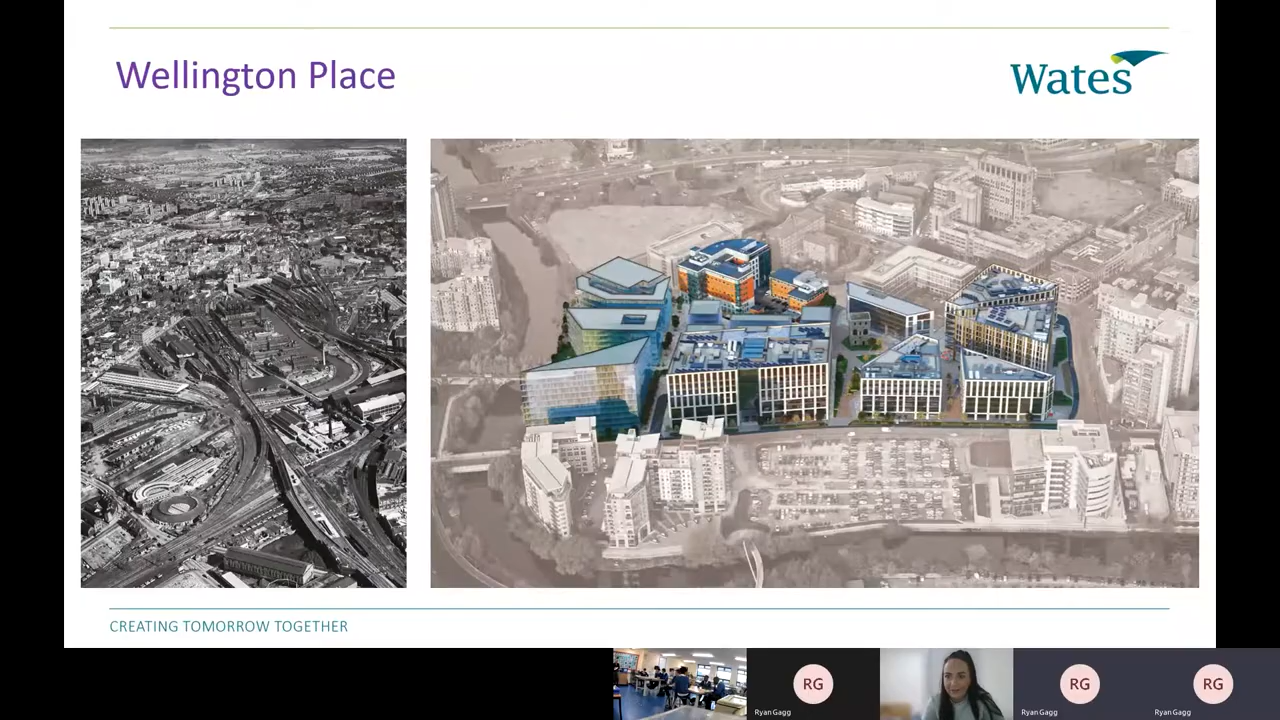 Wellington Place
Wates
CREATING TOMORROW TOGETHER
RG
Ryan Gagg
RG
Ryan Gagg
RG
Ryan Gagg